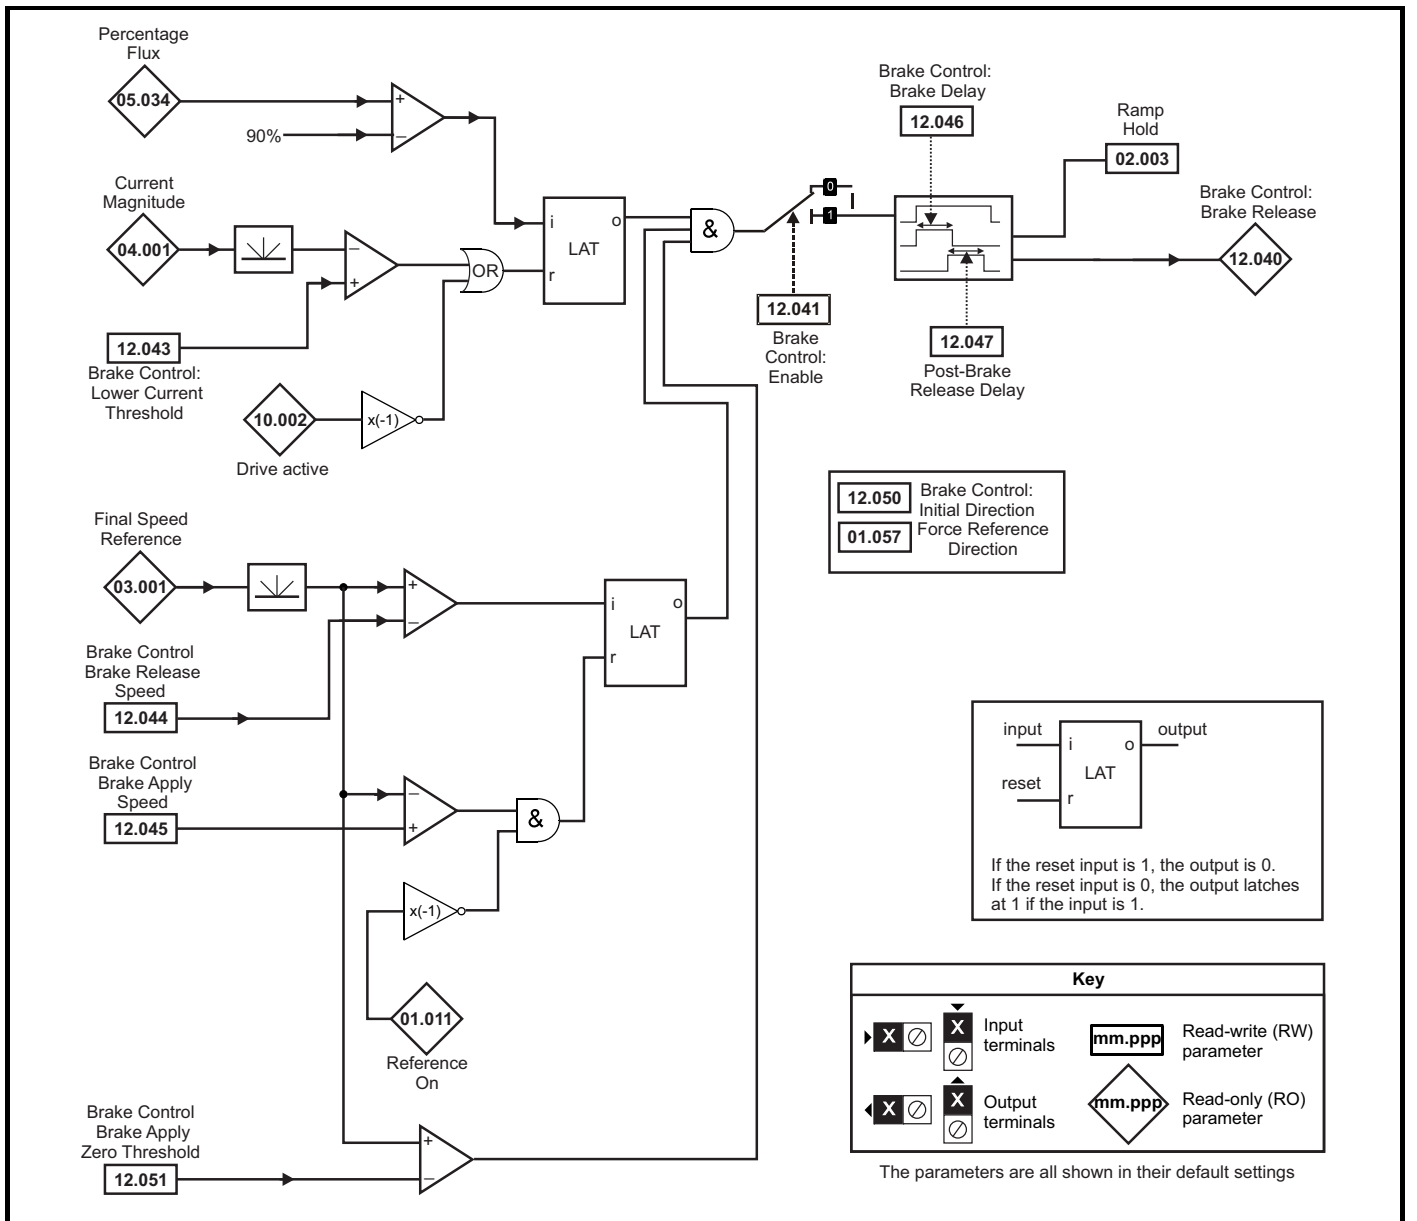 Percentage
Flux
05.034
90%
+
–
Current
Magnitude
04.001
–
+
12.043
Brake Control:
Lower Current
Threshold
OR
10.002
Drive active
x(-1)
i
o
LAT
r
&
0
1
12.041
Brake
Control:
Enable
Brake Control:
Brake Delay
12.046
12.047
Post-Brake
Release Delay
Ramp
Hold
02.003
Brake Control:
Brake Release
12.040
12.050
Brake Control:
Initial Direction
01.057
Force Reference
Direction
Final Speed
Reference
03.001
+
–
Brake Control
Brake Release
Speed
12.044
i
o
LAT
r
Brake Control
Brake Apply
Speed
12.045
–
+
&
x(-1)
01.011
Reference
On
Brake Control
Brake Apply
Zero Threshold
12.051
+
–
input
i
o
output
LAT
reset
r
If the reset input is 1, the output is 0.
If the reset input is 0, the output latches
at 1 if the input is 1.
Key
X
X
Input
terminals
mm.ppp
Read-write (RW)
parameter
X
X
Output
terminals
mm.ppp
Read-only (RO)
parameter
The parameters are all shown in their default settings